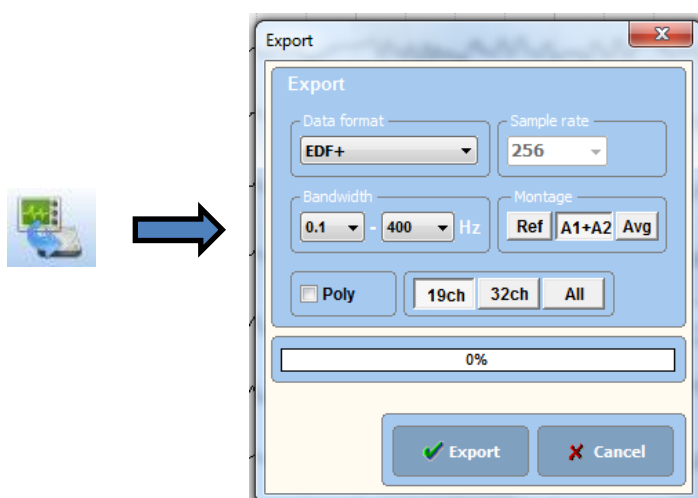 Export
Export
Data format
Sample rate
EDF+
256
Bandwidth
Montage
0.1 - 400 Hz
Ref A1+A2 Avg
Poly
19ch 32ch All
0%
Export
Cancel